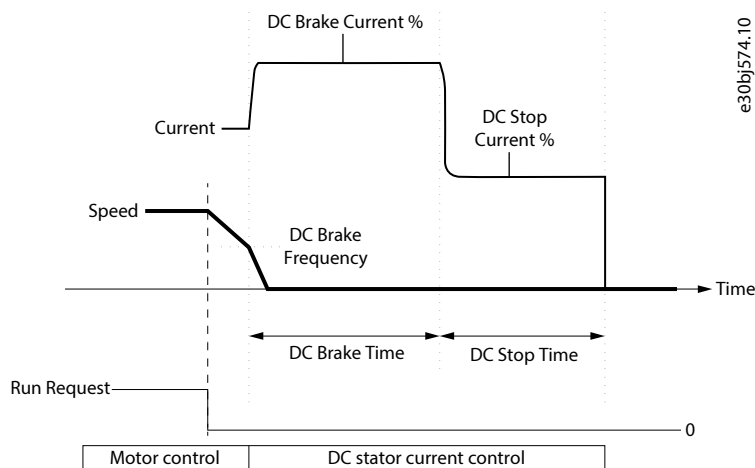 DC Brake Current %
e30bj574.10
Current
DC Stop
Current %
Speed
DC Brake
Frequency
Time
DC Brake Time
DC Stop Time
Run Request
0
Motor control
DC stator current control